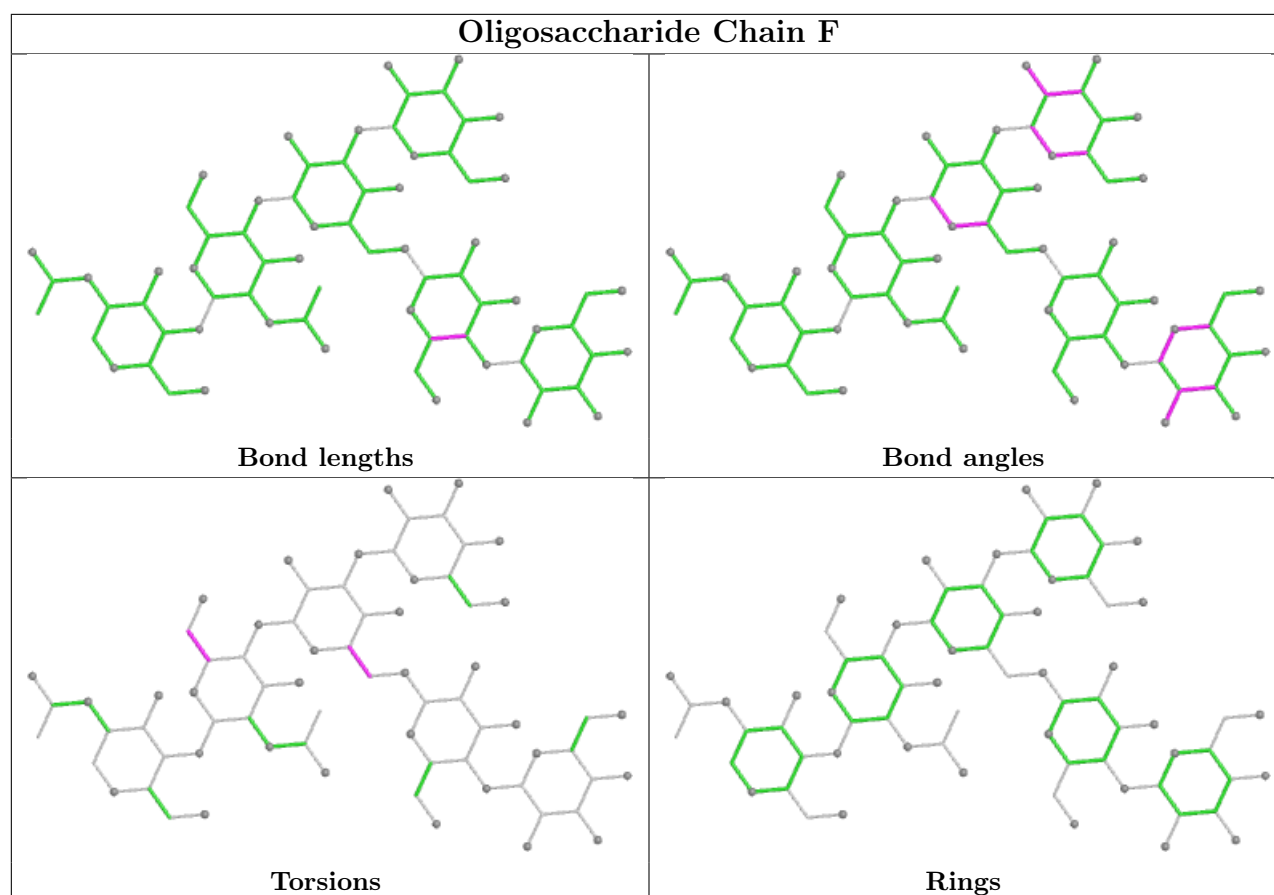 Oligosaccharide Chain F
Bond lengths
Bond angles
Torsions
Rings